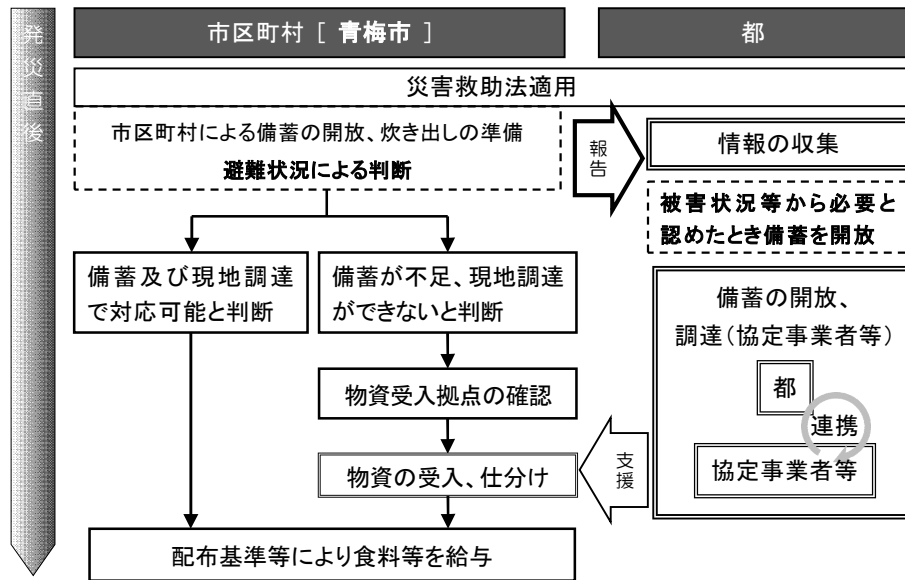 発災直後
市区町村 [ 青梅市 ]
都
災害救助法適用
市区町村による備蓄の開放、炊き出しの準備
避難状況による判断
報告
情報の収集
被害状況等から必要と
認めたとき備蓄を開放
備蓄及び現地調達
で対応可能と判断
備蓄が不足、現地調達
ができないと判断
備蓄の開放、
調達(協定事業者等)
都
連携
協定事業者等
物資受入拠点の確認
支援
物資の受入、仕分け
配布基準等により食料等を給与